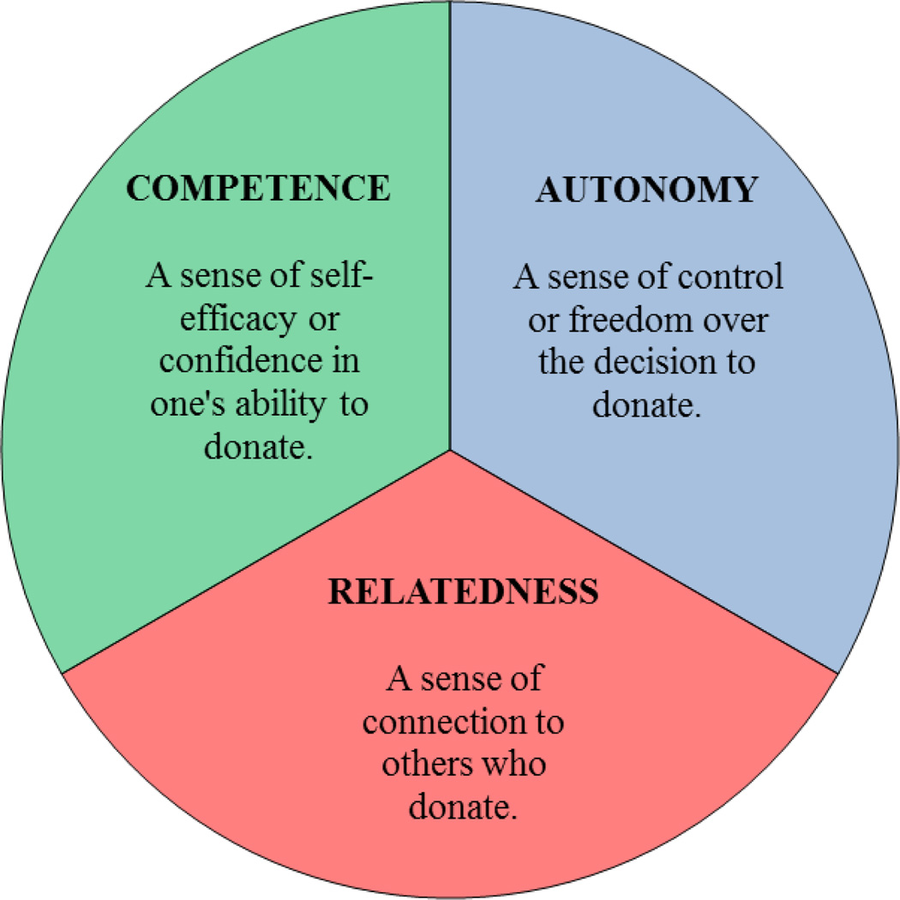 COMPETENCE
A sense of self-
efficacy or
confidence in
one's ability to
donate.
AUTONOMY
A sense of control
or freedom over
the decision to
donate.
RELATEDNESS
A sense of
connection to
others who
donate.